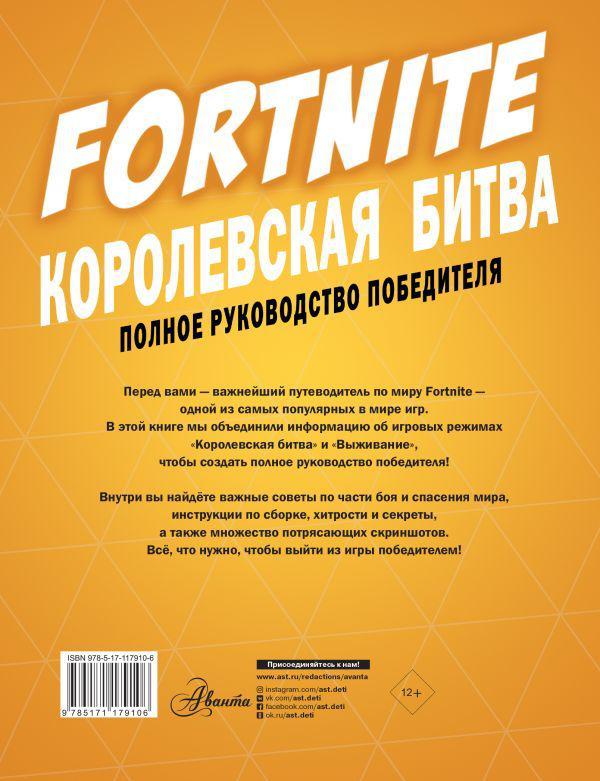 FORTNITE
КОРОЛЕВСКАЯ БИТВА
ПОЛНОЕ РУКОВОДСТВО ПОБЕДИТЕЛЯ
Перед вами — важнейший путеводитель по миру Fortnite —
одной из самых популярных в мире игр.
В этой книге мы объединили информацию об игровых режимах
«Королевская битва» и «Выживание»,
чтобы создать полное руководство победителя!
Внутри вы найдёте важные советы по части боя и спасения мира,
инструкции по сборке, хитрости и секреты,
а также множество потрясающих скриншотов.
Всё, что нужно, чтобы выйти из игры победителем!
ISBN 978-5-17-117910-6
9 785171 179106
Аванта
Присоединяйтесь к нам!
www.ast.ru/redactions/avanta
instagram.com/ast.deti
vk.com/ast.deti
facebook.com/ast.deti
ok.ru/ast.deti
12+